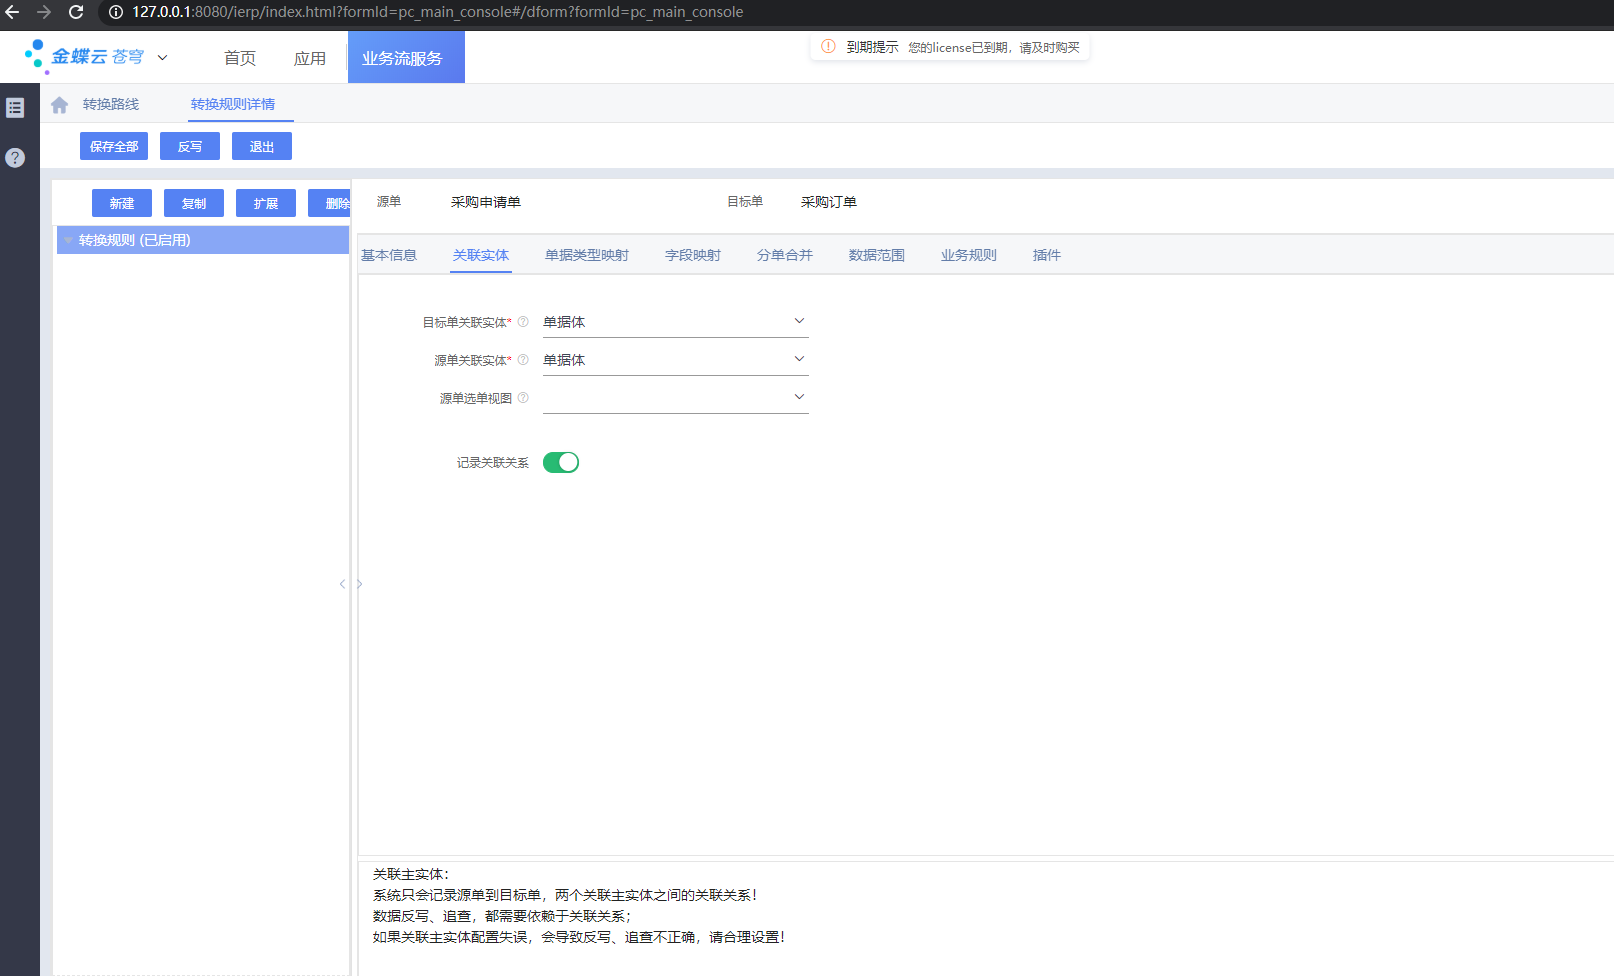 127.0.0.1:8080/ierp/index.html?formId=pc_main_console#/dform?formId=pc_main_console
金蝶云 苍穹 首页 应用 业务流服务
到期提示 您的license已到期，请及时购买
转换路线 转换规则详情
保存全部 反写 退出
新建 复制 扩展 删除
源单 采购申请单 目标单 采购订单
转换规则 (已启用)
基本信息 关联实体 单据类型映射 字段映射 分单合并 数据范围 业务规则 插件
目标单关联实体* 单据体
源单关联实体* 单据体
源单选单视图
记录关联关系
关联主实体：
系统只会记录源单到目标单，两个关联主实体之间的关联关系！
数据反写、追查，都需要依赖于关联关系；
如果关联主实体配置失误，会导致反写、追查不正确，请合理设置！